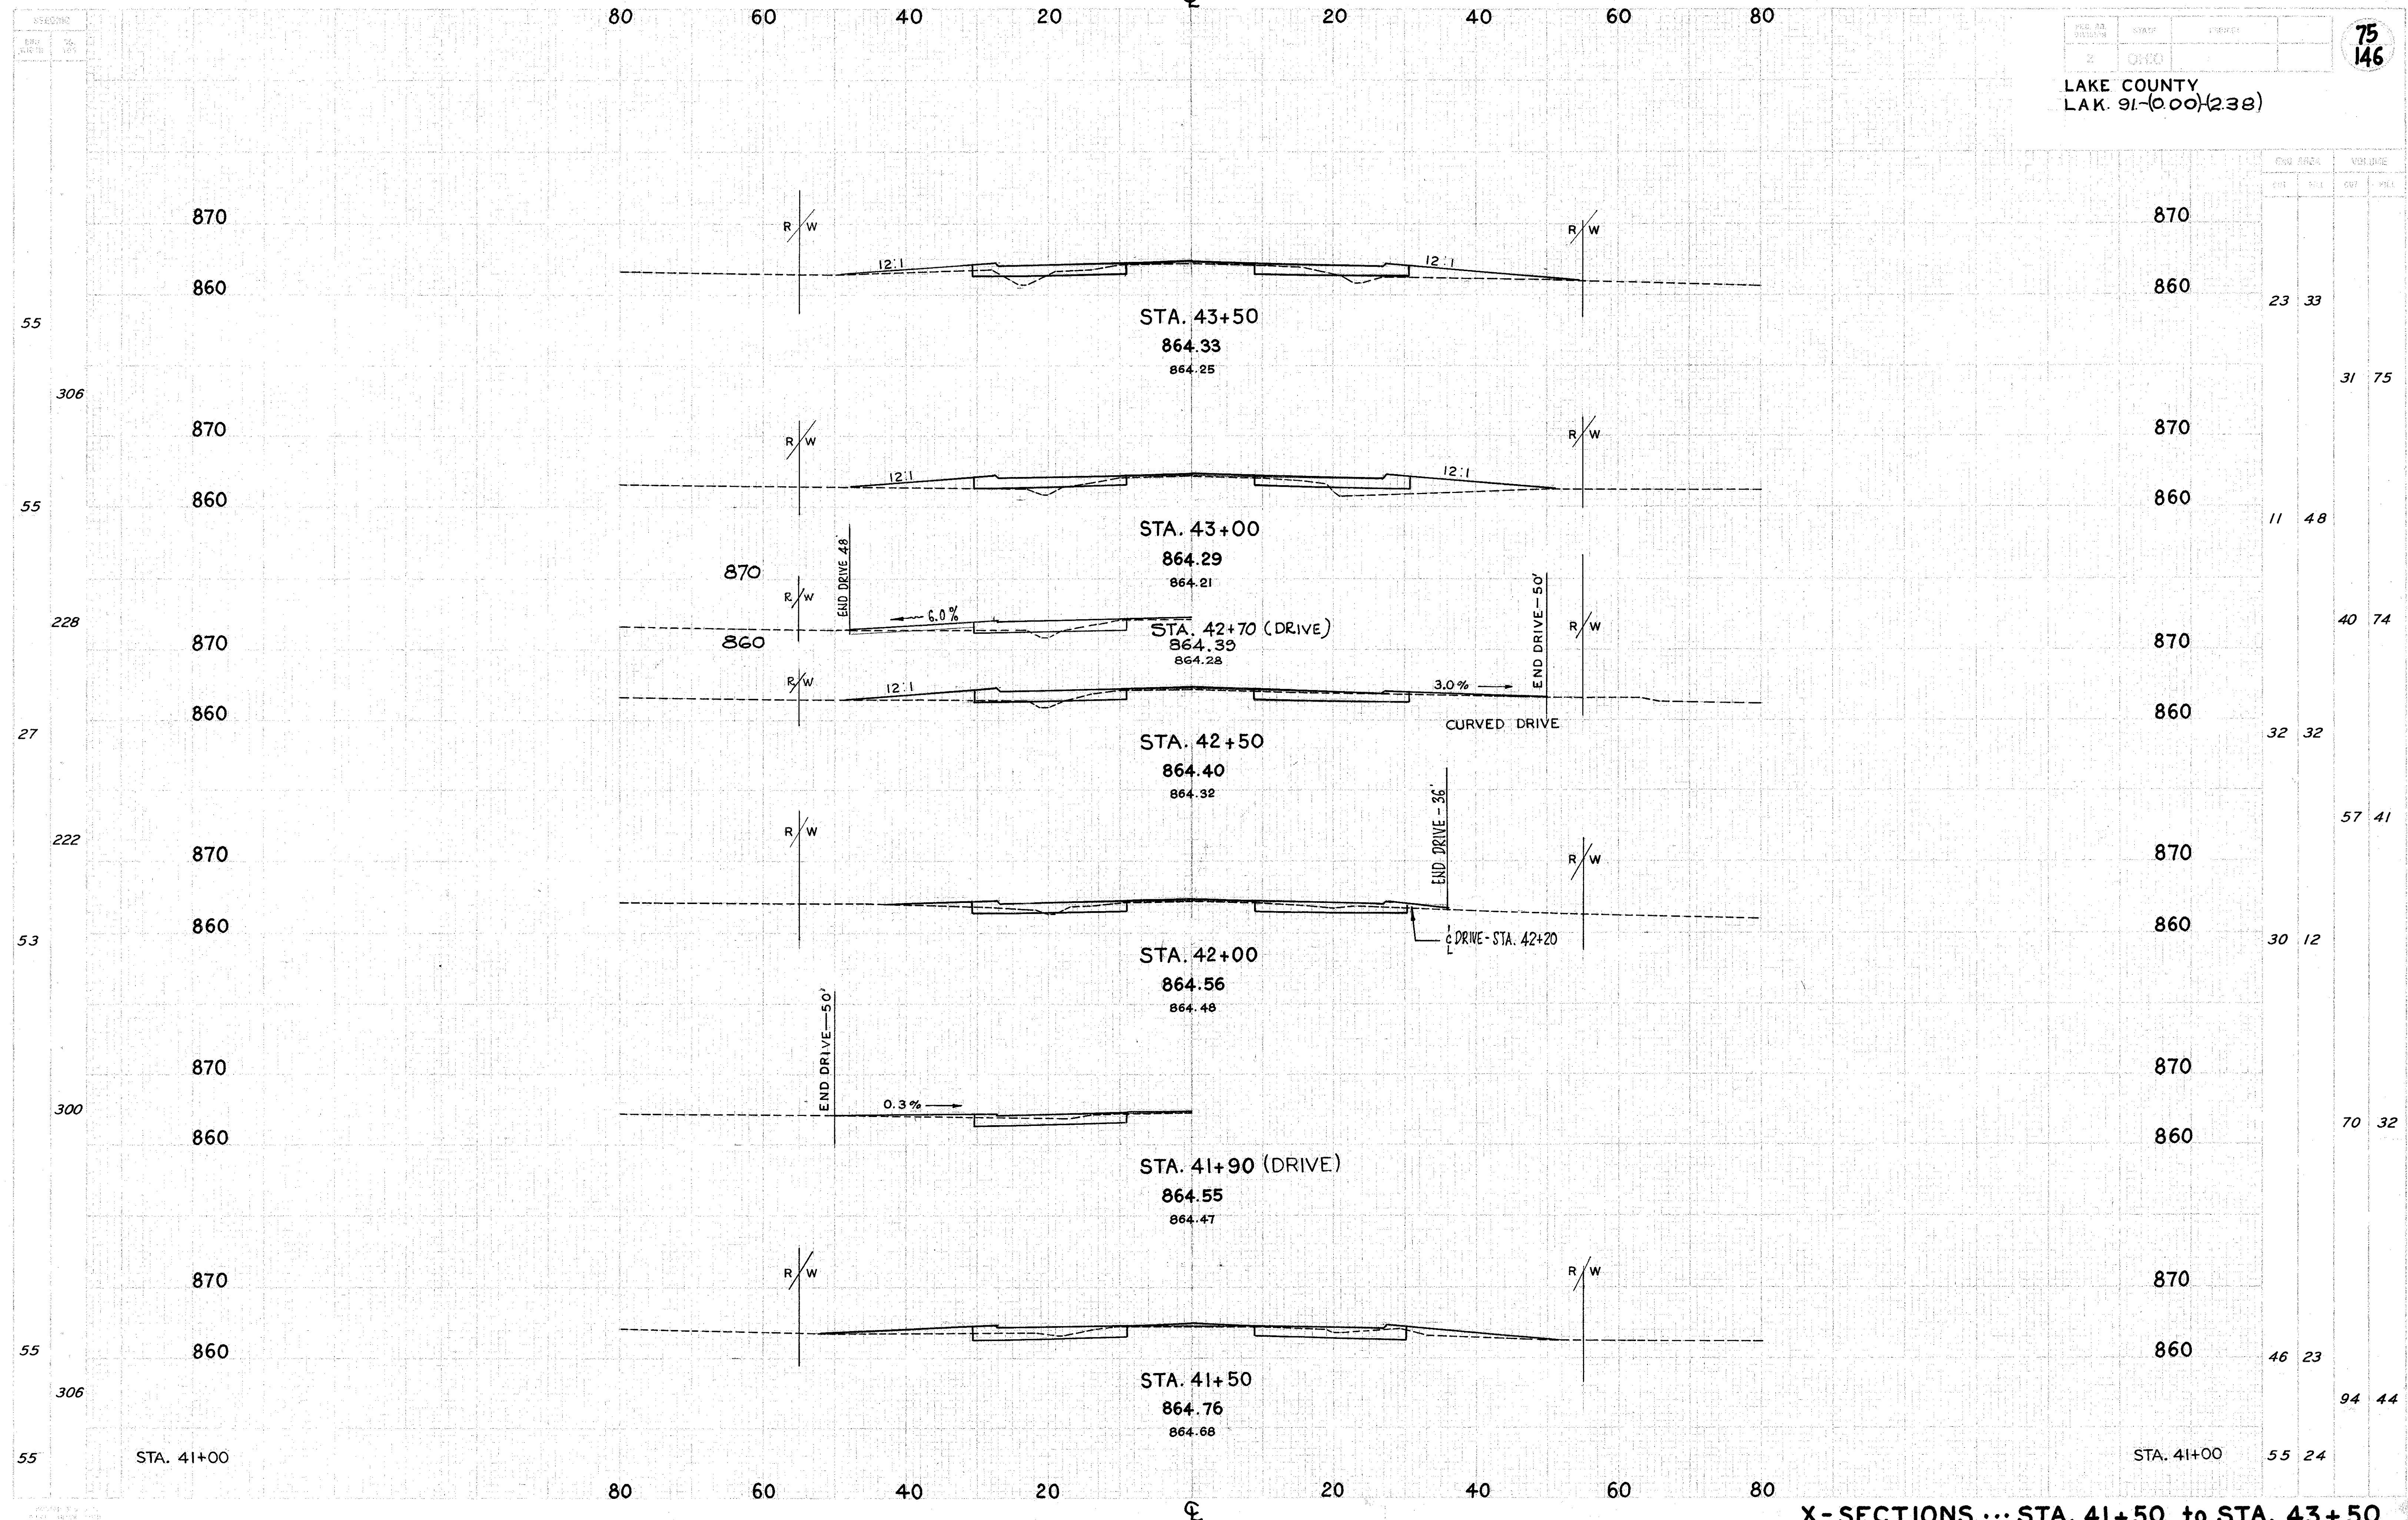 80 60 40 20 ℄ 20 40 60 80
75
146
OHIO
LAKE COUNTY
LAK. 91-(0.00)-(2.38)
END AREA VOLUME
CUT FILL CUT FILL
870 R/W R/W 870
12:1 12:1
860 860
23 33
STA. 43+50
55
864.33
864.25
31 75
306
870 R/W R/W 870
12:1 12:1
860 860
55
11 48
STA. 43+00
864.29
864.21
END DRIVE 48'
870
R/W
END DRIVE—50'
6.0%
228
R/W
40 74
STA. 42+70 (DRIVE)
864.39
864.28
870 860 870
R/W
12:1 3.0%
860 860
CURVED DRIVE
27
32 32
STA. 42+50
864.40
864.32
END DRIVE - 36'
57 41
R/W
222
870 R/W 870
860 860
℄ DRIVE - STA. 42+20
53
30 12
STA. 42+00
864.56
864.48
END DRIVE—50'
870 870
0.3%
300
70 32
860 860
STA. 41+90 (DRIVE)
864.55
864.47
R/W R/W
870 870
860 860
55
46 23
STA. 41+50
306
94 44
864.76
864.68
55 STA. 41+00 STA. 41+00 55 24
80 60 40 20 ℄ 20 40 60 80
X-SECTIONS ... STA. 41+50 to STA. 43+50